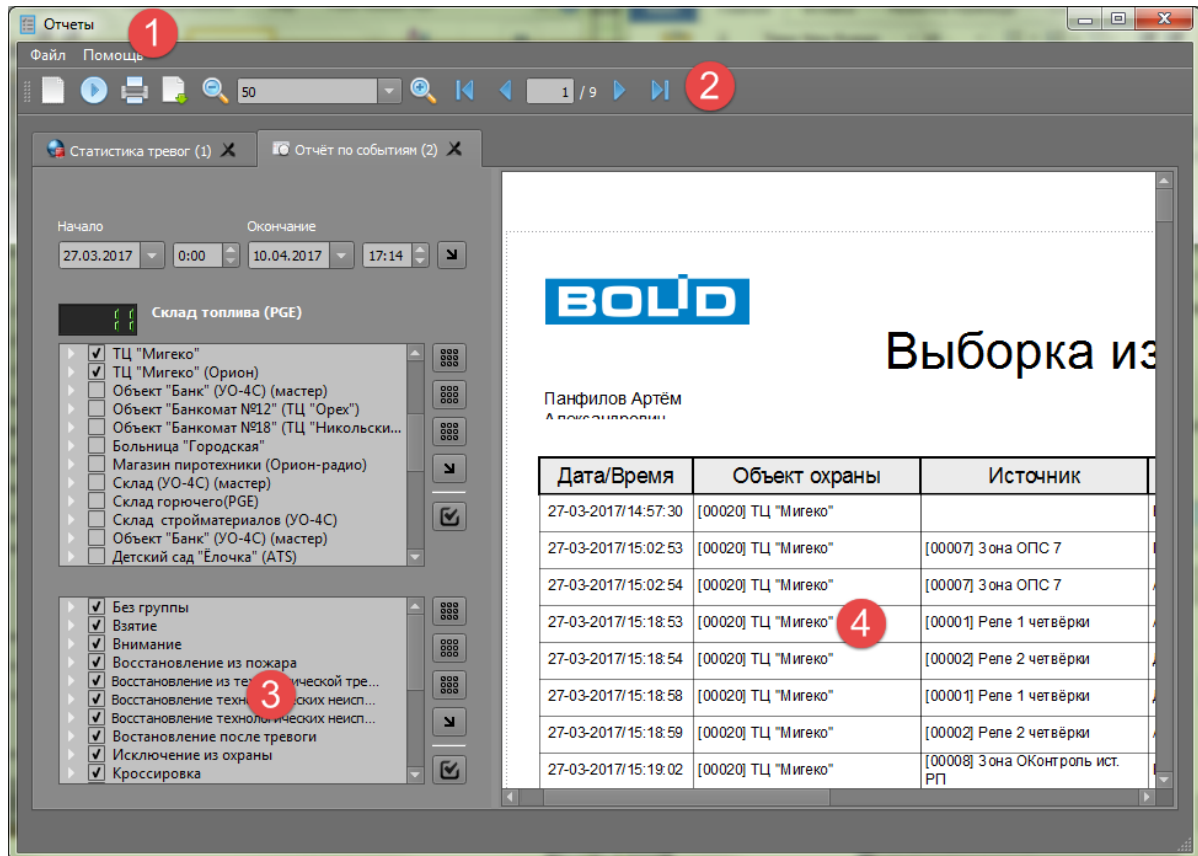 Отчеты
1
Файл Помощь
50
1 / 9
2
Статистика тревог (1)
Отчёт по событиям (2)
Начало Окончание
27.03.2017 0:00 10.04.2017 17:14
Склад топлива (PGE)
ТЦ "Мигеко"
ТЦ "Мигеко" (Орион)
Объект "Банк" (УО-4С) (мастер)
Объект "Банкомат №12" (ТЦ "Орех")
Объект "Банкомат №18" (ТЦ "Никольски...
Больница "Городская"
Магазин пиротехники (Орион-радио)
Склад (УО-4С) (мастер)
Склад горючего(PGE)
Склад стройматериалов (УО-4С)
Объект "Банк" (УО-4С) (мастер)
Детский сад "Ёлочка" (ATS)
Без группы
Взятие
Внимание
Восстановление из пожара
Восстановление из тех ической тре...
Восстановление техн ских неисп...
Восстановление технологических неисп...
Востановление после тревоги
Исключение из охраны
Кроссировка
3
BOLID
Выборка из
Панфилов Артём
Александрович
Дата/Время Объект охраны Источник
27-03-2017/14:57:30 [00020] ТЦ "Мигеко"
27-03-2017/15:02:53 [00020] ТЦ "Мигеко" [00007] Зона ОПС 7
27-03-2017/15:02:54 [00020] ТЦ "Мигеко" [00007] Зона ОПС 7
27-03-2017/15:18:53 [00020] ТЦ "Мигеко" 4 [00001] Реле 1 четвёрки
27-03-2017/15:18:54 [00020] ТЦ "Мигеко" [00002] Реле 2 четвёрки
27-03-2017/15:18:58 [00020] ТЦ "Мигеко" [00001] Реле 1 четвёрки
27-03-2017/15:18:59 [00020] ТЦ "Мигеко" [00002] Реле 2 четвёрки
27-03-2017/15:19:02 [00020] ТЦ "Мигеко" [00008] Зона ОКонтроль ист.
РП